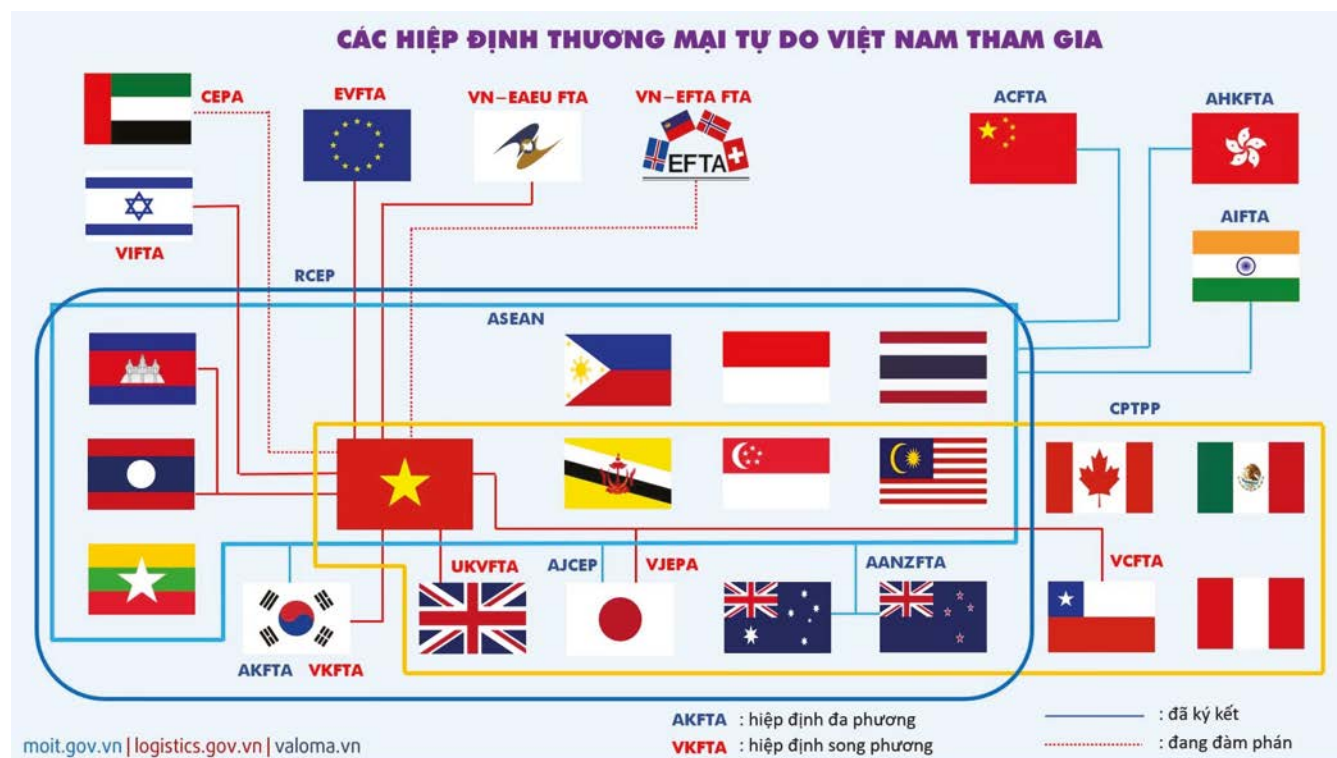 CÁC HIỆP ĐỊNH THƯƠNG MẠI TỰ DO VIỆT NAM THAM GIA
CEPA
EVFTA
VN-EAEU FTA
VN-EFTA FTA
ACFTA
AHKFTA
EFTA
VIFTA
AIFTA
RCEP
ASEAN
CPTPP
UKVFTA
AJCEP
VJEPA
AANZFTA
VCFTA
AKFTA VKFTA
AKFTA : hiệp định đa phương
: đã ký kết
VKFTA : hiệp định song phương
: đang đàm phán
moit.gov.vn | logistics.gov.vn | valoma.vn